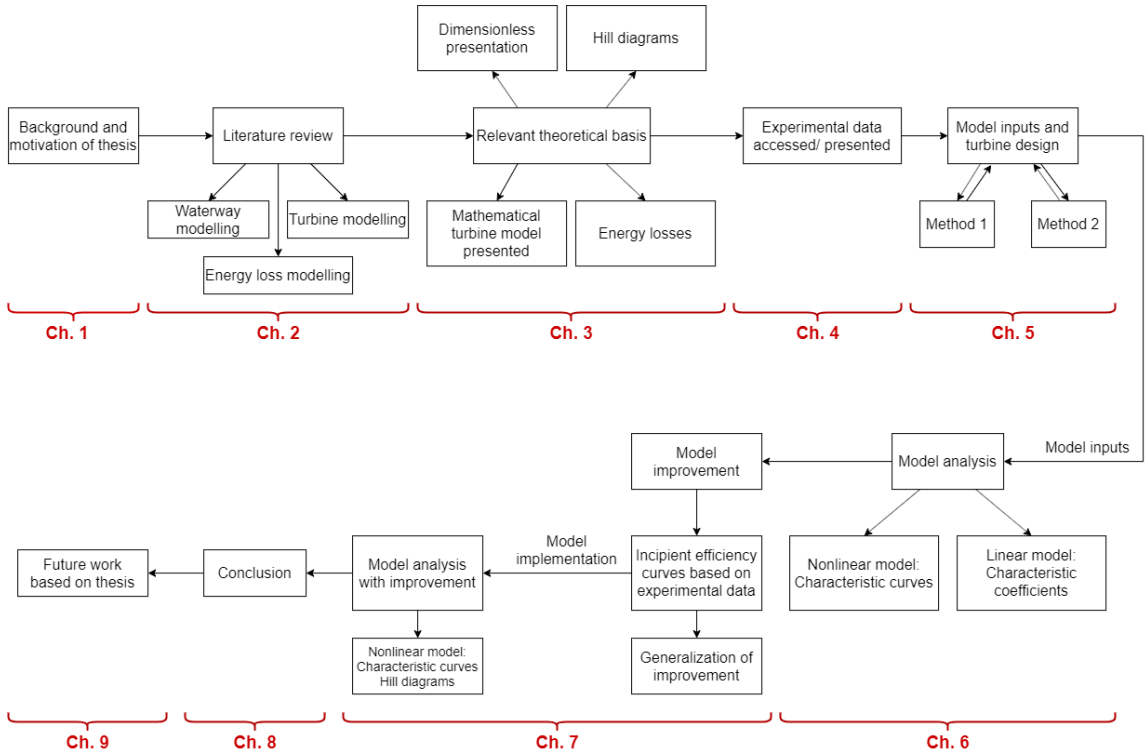 Dimensionless
presentation
Hill diagrams
Background and
motivation of thesis
Literature review
Relevant theoretical basis
Experimental data
accessed/ presented
Model inputs and
turbine design
Waterway
modelling
Turbine modelling
Energy loss modelling
Mathematical
turbine model
presented
Energy losses
Method 1
Method 2
Ch. 1
Ch. 2
Ch. 3
Ch. 4
Ch. 5
Model inputs
Model analysis
Model
improvement
Nonlinear model:
Characteristic curves
Linear model:
Characteristic
coefficients
Incipient efficiency
curves based on
experimental data
Model
implementation
Generalization of
improvement
Model analysis
with improvement
Nonlinear model:
Characteristic curves
Hill diagrams
Conclusion
Future work
based on thesis
Ch. 9
Ch. 8
Ch. 7
Ch. 6